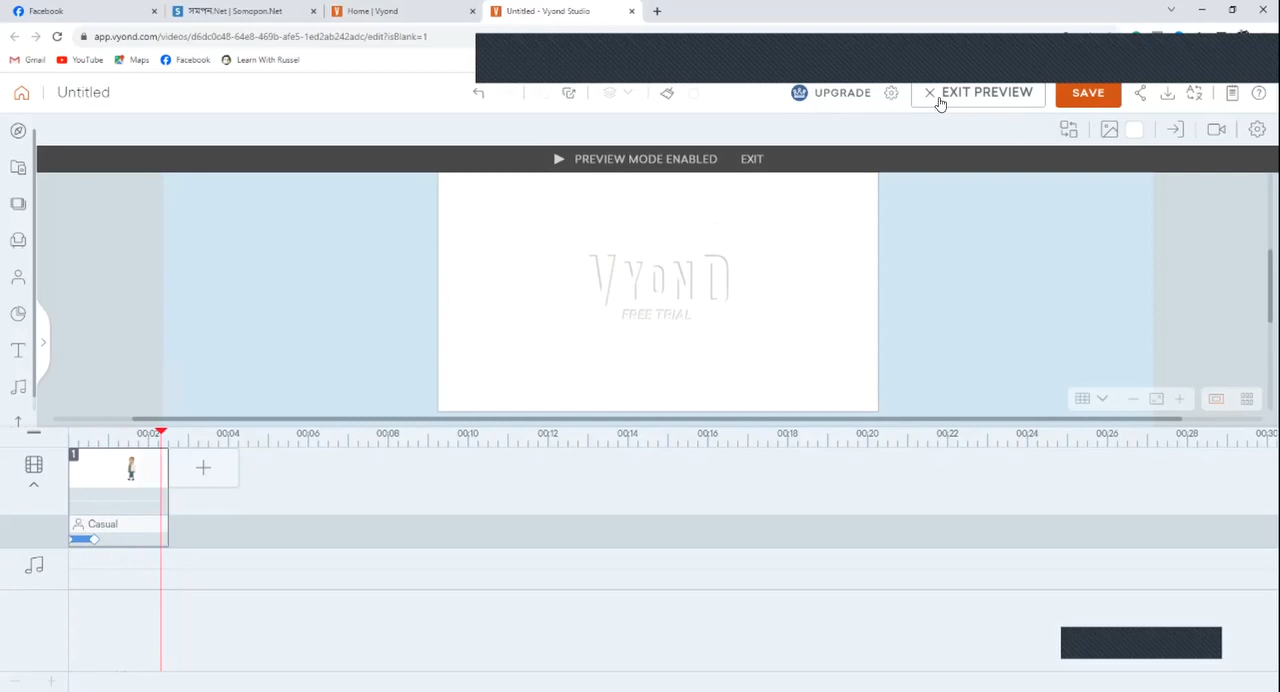 Facebook
সমপন.Net | Somopon.Net
Home | Vyond
Untitled - Vyond Studio
app.vyond.com/videos/d6dc0c48-64e8-469b-afe5-1ed2ab242adc/edit?isBlank=1
Gmail YouTube Maps Facebook Learn With Russel
Untitled
UPGRADE
EXIT PREVIEW
SAVE
PREVIEW MODE ENABLED EXIT
VYOND
FREE TRIAL
00:02 00:04 00:06 00:08 00:10 00:12 00:14 00:16 00:18 00:20 00:22 00:24 00:26 00:28 00:30
1
Casual